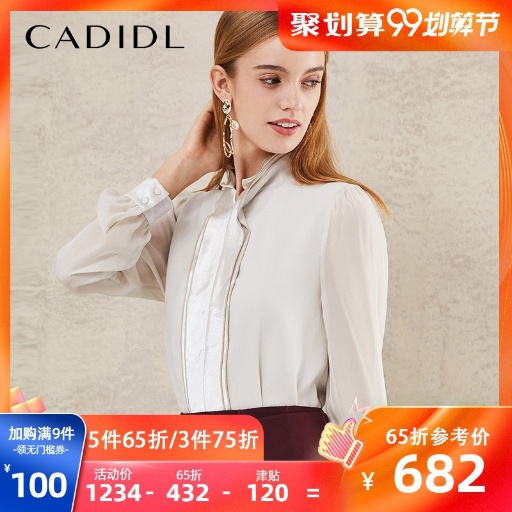 CADIDL
聚划算 99划算节
加购满9件
-领无门槛券-
¥100
5件65折/3件75折
活动价 65折 津贴
1234 - 432 - 120 =
65折参考价
¥ 682